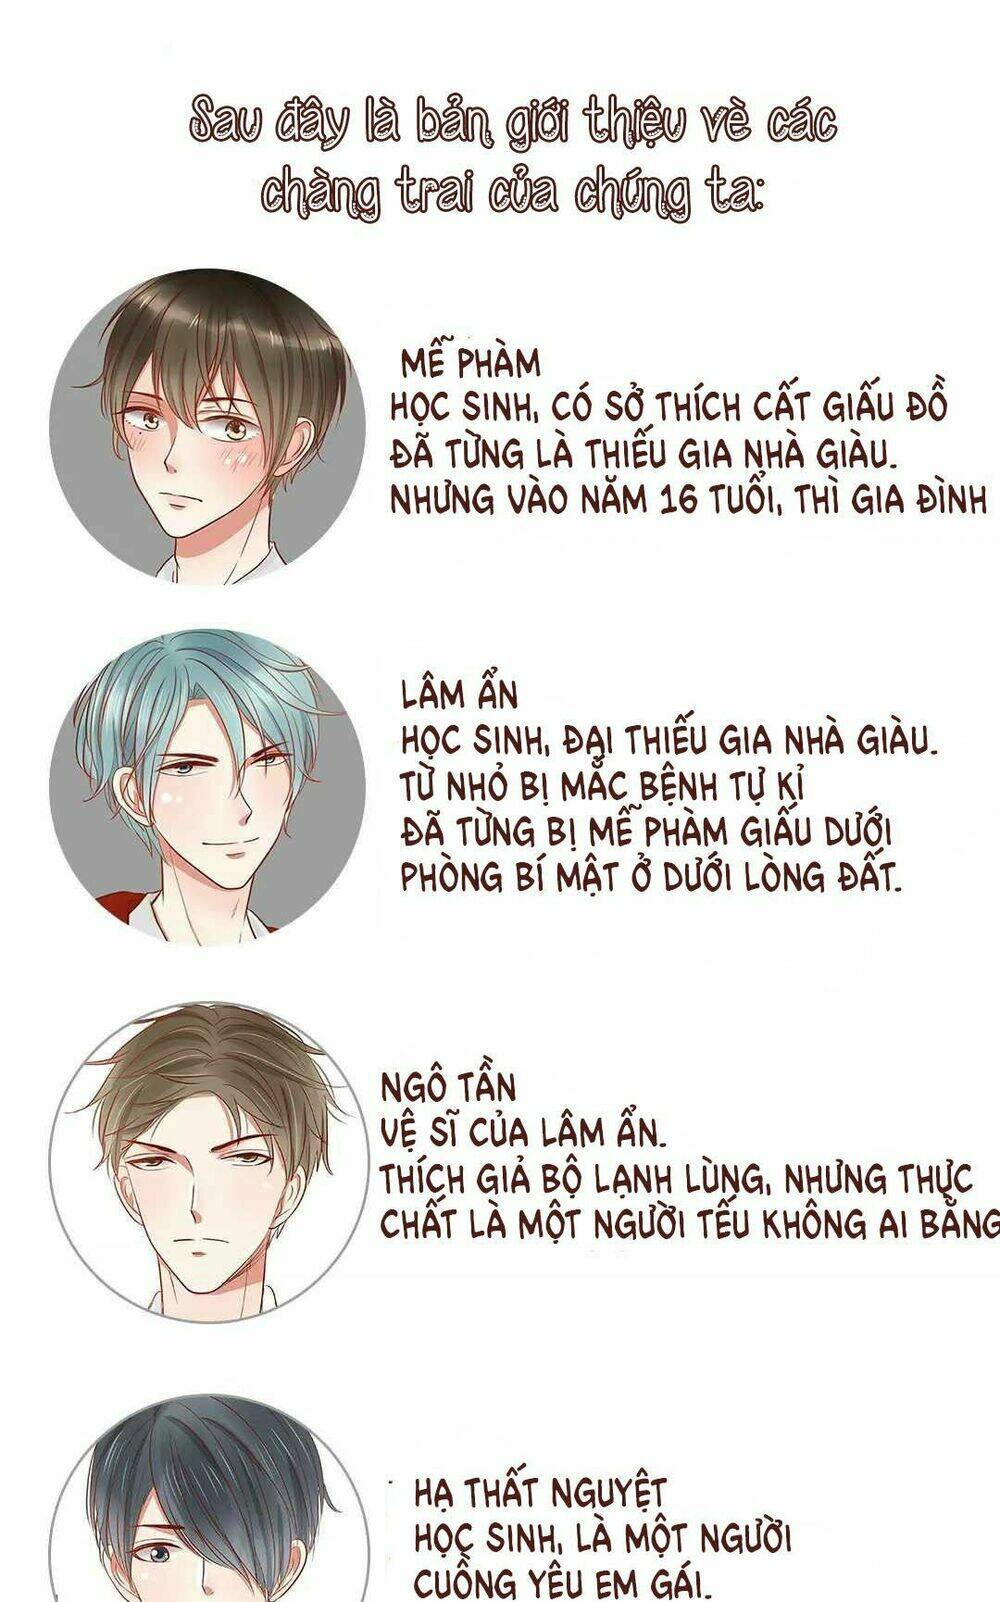 Sau đây là bản giới thiệu vè các
chàng trai của chúng ta:
MỄ PHÀM
HỌC SINH, CÓ SỞ THÍCH CẤT GIẤU ĐỒ
ĐÃ TỪNG LÀ THIẾU GIA NHÀ GIÀU.
NHƯNG VÀO NĂM 16 TUỔI, THÌ GIA ĐÌNH
LÂM ẨN
HỌC SINH, ĐẠI THIẾU GIA NHÀ GIÀU.
TỪ NHỎ BỊ MẮC BỆNH TỰ KỈ
ĐÃ TỪNG BỊ MỄ PHÀM GIẤU DƯỚI
PHÒNG BÍ MẬT Ở DƯỚI LÒNG ĐẤT.
NGÔ TẦN
VỆ SĨ CỦA LÂM ẨN.
THÍCH GIẢ BỘ LẠNH LÙNG, NHƯNG THỰC
CHẤT LÀ MỘT NGƯỜI TẾU KHÔNG AI BẰNG
HẠ THẤT NGUYỆT
HỌC SINH, LÀ MỘT NGƯỜI
CUỒNG YÊU EM GÁI.